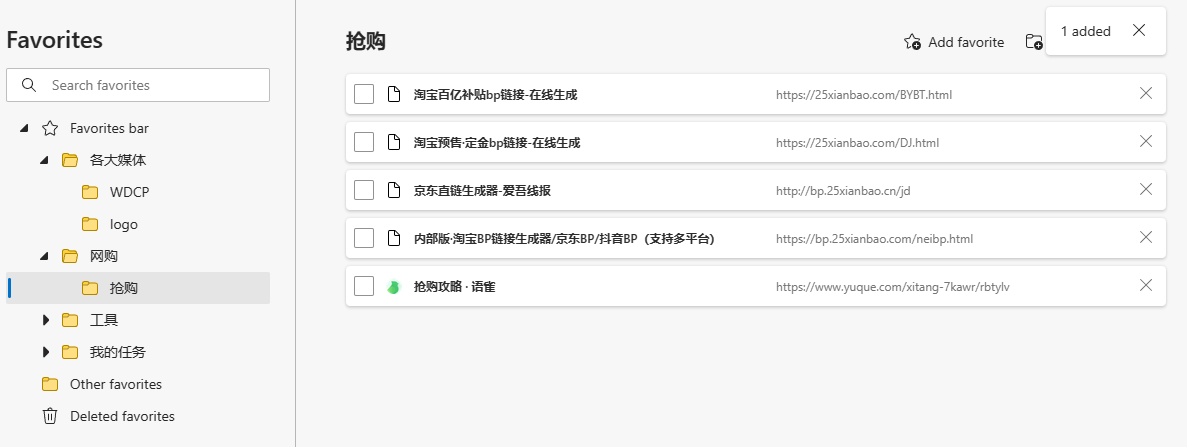 Favorites
Search favorites
Favorites bar
各大媒体
WDCP
logo
网购
抢购
工具
我的任务
Other favorites
Deleted favorites
抢购
Add favorite
1 added
淘宝百亿补贴bp链接-在线生成
https://25xianbao.com/BYBT.html
淘宝预售·定金bp链接-在线生成
https://25xianbao.com/DJ.html
京东直链生成器-爱吾线报
http://bp.25xianbao.cn/jd
内部版·淘宝BP链接生成器/京东BP/抖音BP（支持多平台）
https://bp.25xianbao.com/neibp.html
抢购攻略 · 语雀
https://www.yuque.com/xitang-7kawr/rbtylv